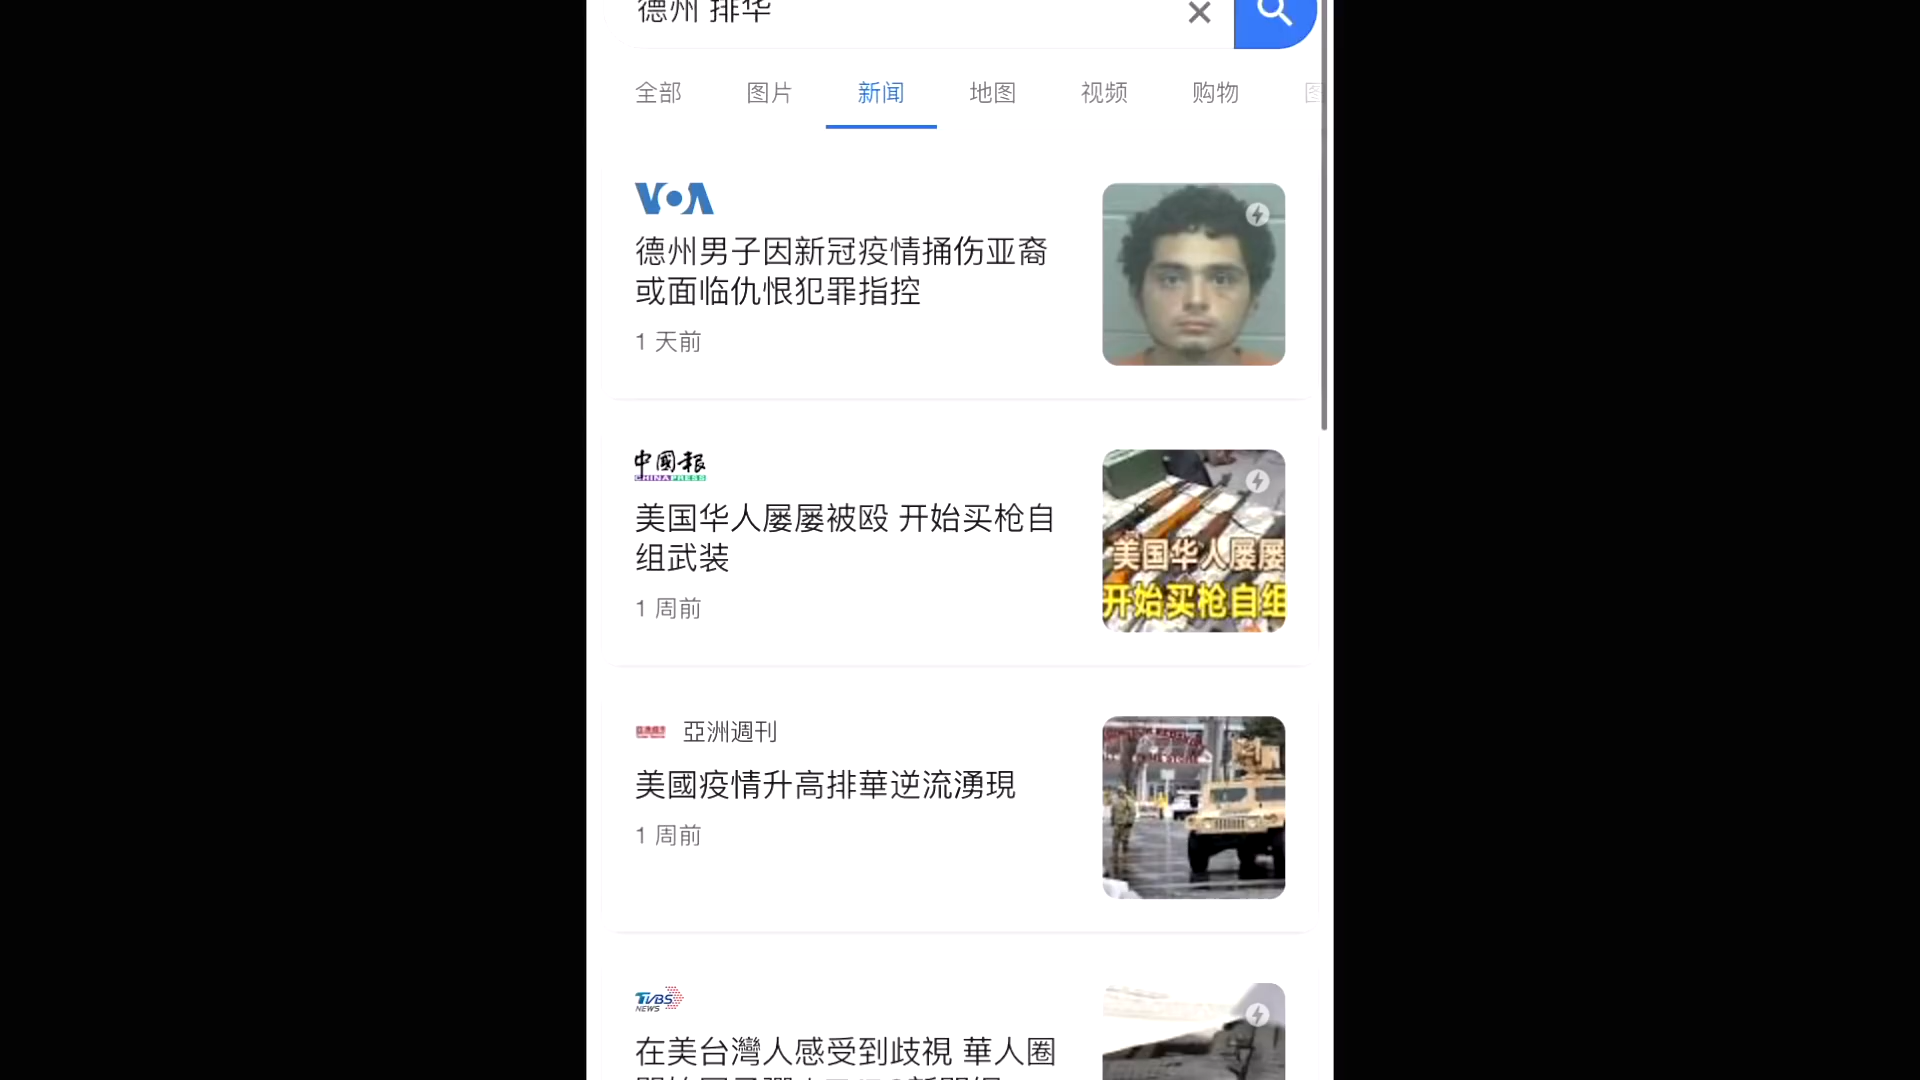 德州 排华
全部 图片 新闻 地图 视频 购物
VOA
德州男子因新冠疫情捅伤亚裔
或面临仇恨犯罪指控
1 天前
中國報
CHINAPRESS
美国华人屡屡被殴 开始买枪自
组武装
1 周前
美国华人屡屡
开始买枪自组
亞洲週刊
美國疫情升高排華逆流湧現
1 周前
TVBS
NEWS
在美台灣人感受到歧視 華人圈